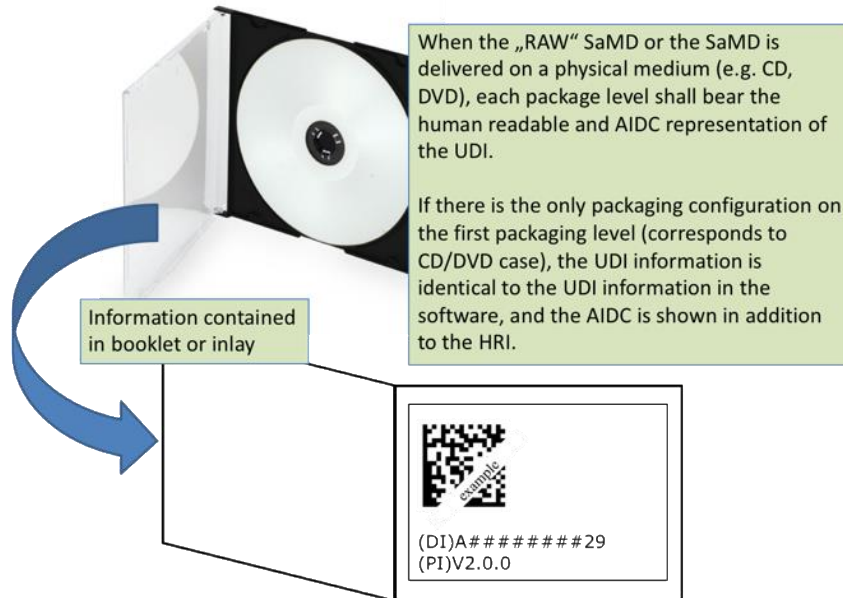 When the „RAW“ SaMD or the SaMD is
delivered on a physical medium (e.g. CD,
DVD), each package level shall bear the
human readable and AIDC representation of
the UDI.
If there is the only packaging configuration on
the first packaging level (corresponds to
CD/DVD case), the UDI information is
identical to the UDI information in the
software, and the AIDC is shown in addition
to the HRI.
Information contained
in booklet or inlay
example
(DI)A########29
(PI)V2.0.0